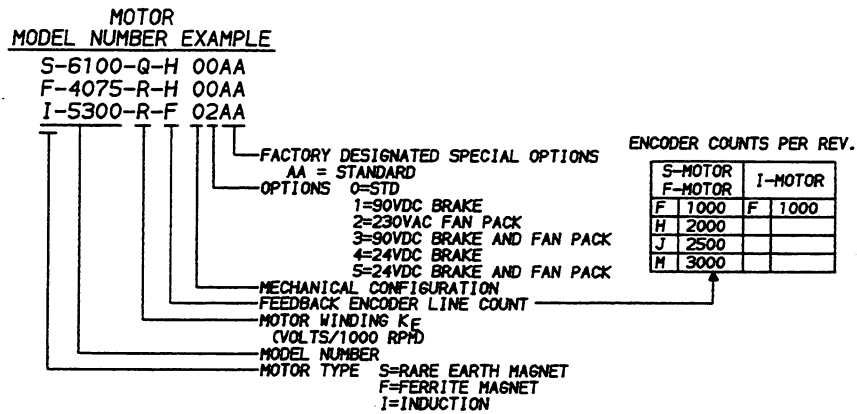 MOTOR
MODEL NUMBER EXAMPLE
S-6100-Q-H 00AA
F-4075-R-H 00AA
I-5300-R-F 02AA
FACTORY DESIGNATED SPECIAL OPTIONS
AA = STANDARD
OPTIONS 0=STD
1=90VDC BRAKE
2=230VAC FAN PACK
3=90VDC BRAKE AND FAN PACK
4=24VDC BRAKE
5=24VDC BRAKE AND FAN PACK
MECHANICAL CONFIGURATION
FEEDBACK ENCODER LINE COUNT
MOTOR WINDING KE
(VOLTS/1000 RPM)
MODEL NUMBER
MOTOR TYPE S=RARE EARTH MAGNET
F=FERRITE MAGNET
I=INDUCTION
ENCODER COUNTS PER REV.
S-MOTOR
F-MOTOR I-MOTOR
F 1000 F 1000
H 2000
J 2500
M 3000